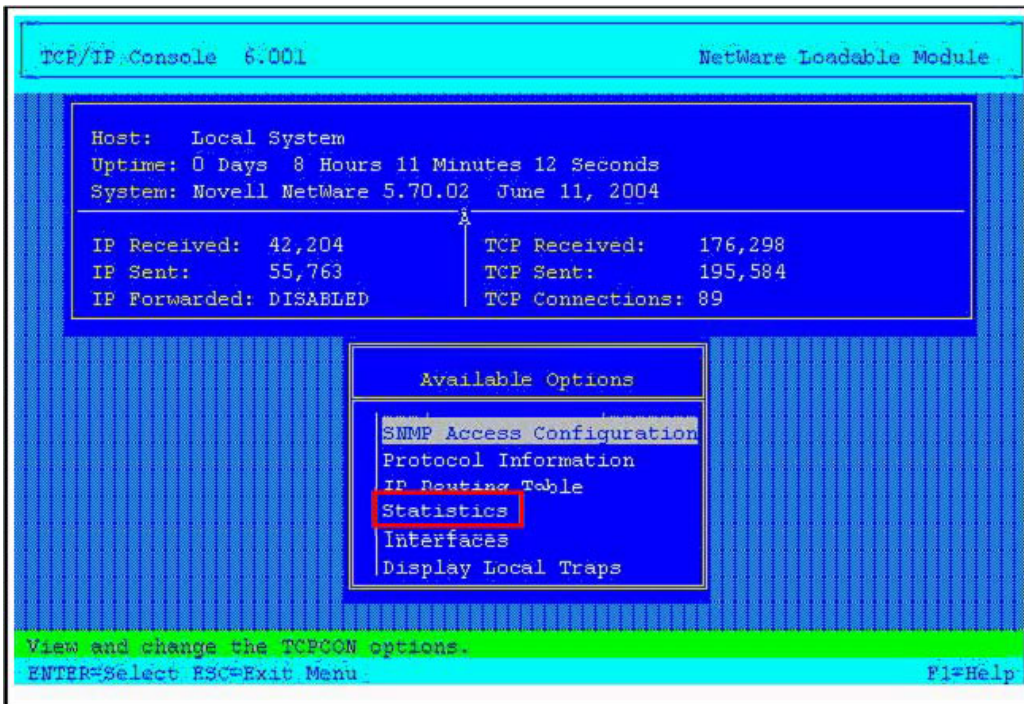 TCP/IP Console 6.001 NetWare Loadable Module
Host: Local System
Uptime: 0 Days 8 Hours 11 Minutes 12 Seconds
System: Novell NetWare 5.70.02 June 11, 2004
IP Received: 42,204 TCP Received: 176,298
IP Sent: 55,763 TCP Sent: 195,584
IP Forwarded: DISABLED TCP Connections: 89
Available Options
SNMP Access Configuration
Protocol Information
IP Routing Table
Statistics
Interfaces
Display Local Traps
View and change the TCPCON options.
ENTER=Select ESC=Exit Menu F1=Help